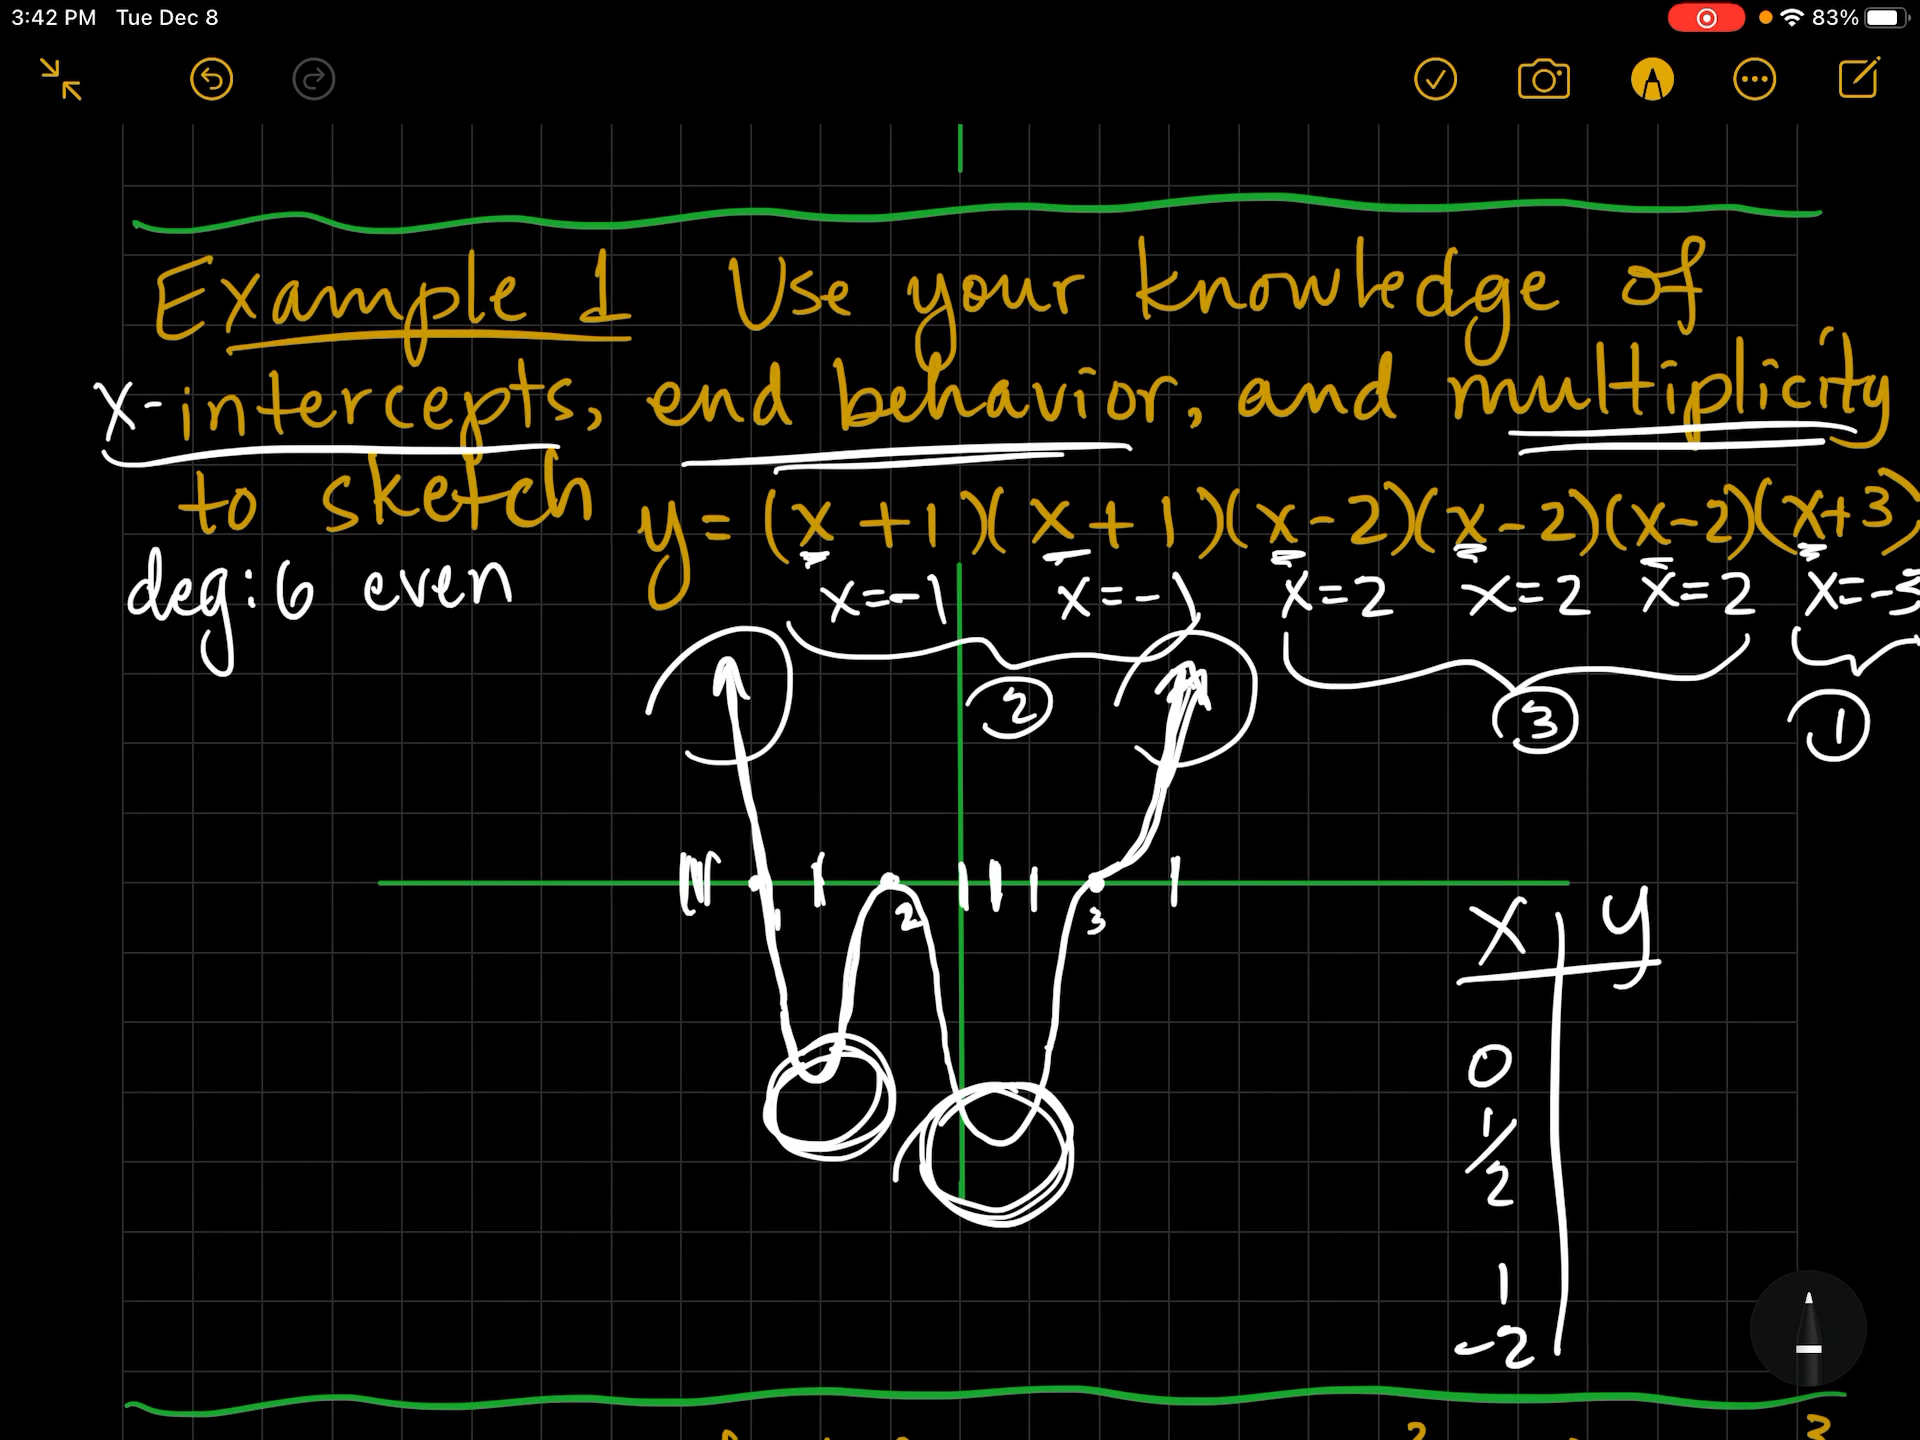 3:42 PM Tue Dec 8
83%
Example 1 Use your knowledge of
x-intercepts, end behavior, and multiplicity
to sketch y = (x+1)(x+1)(x-2)(x-2)(x-2)(x+3)
deg: 6 even
x=-1 x=-1 x=2 x=2 x=2 x=-3
2 3 1
1 2 3
x y
0
1/2
1
-2